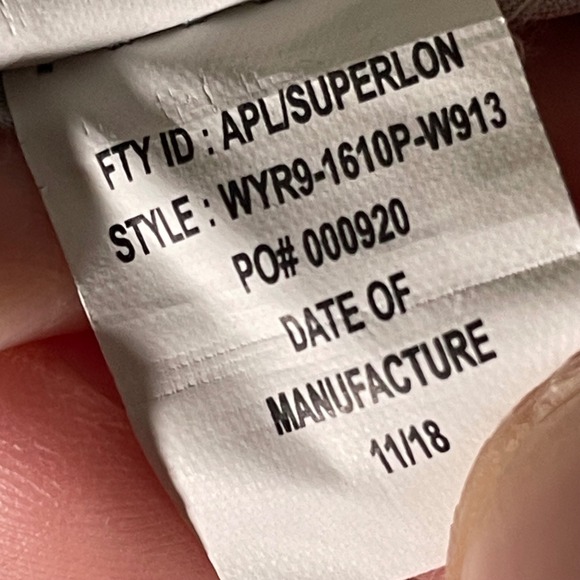 FTY ID : APL/SUPERLON
STYLE : WYR9-1610P-W913
PO# 000920
DATE OF
MANUFACTURE
11/18